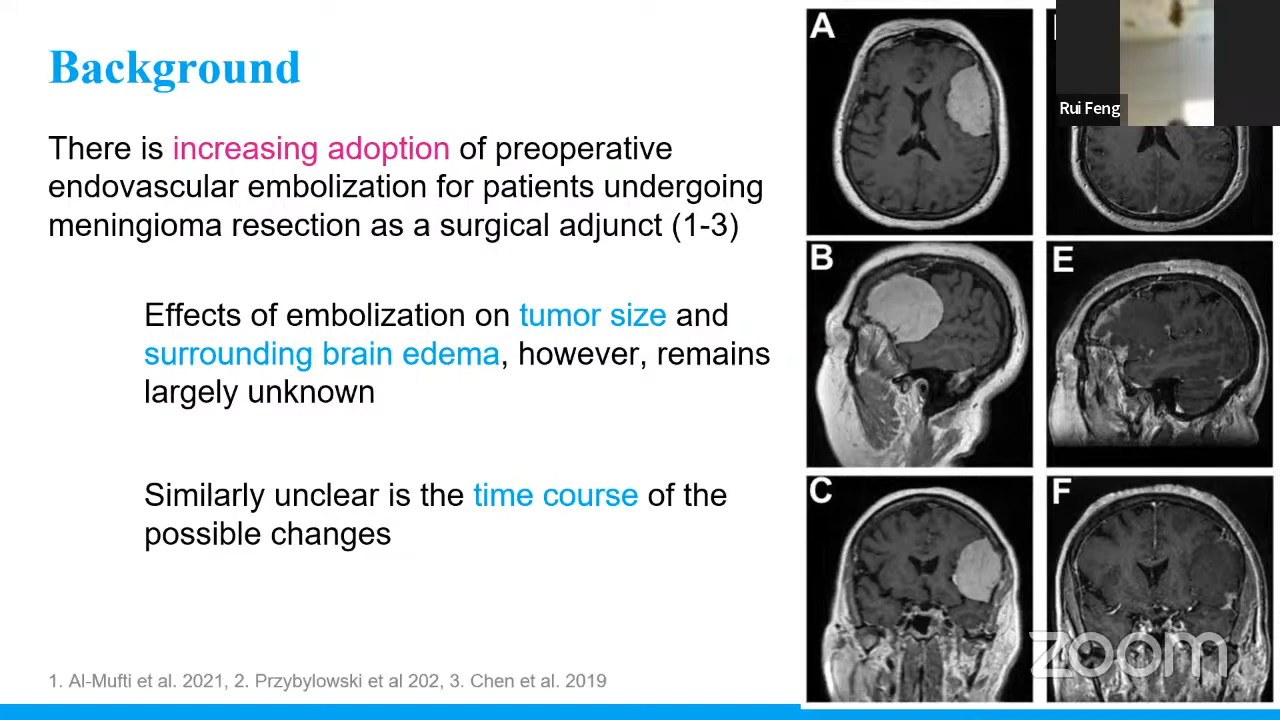 Background
There is increasing adoption of preoperative
endovascular embolization for patients undergoing
meningioma resection as a surgical adjunct (1-3)
Effects of embolization on tumor size and
surrounding brain edema, however, remains
largely unknown
Similarly unclear is the time course of the
possible changes
1. Al-Mufti et al. 2021, 2. Przybylowski et al 202, 3. Chen et al. 2019
A
B
C
E
F
Rui Feng
zoom